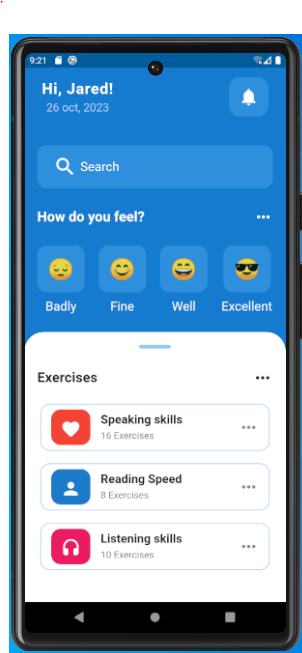 9:21
Hi, Jared!
26 oct, 2023
Search
How do you feel?
Badly Fine Well Excellent
Exercises
Speaking skills
16 Exercises
Reading Speed
8 Exercises
Listening skills
10 Exercises